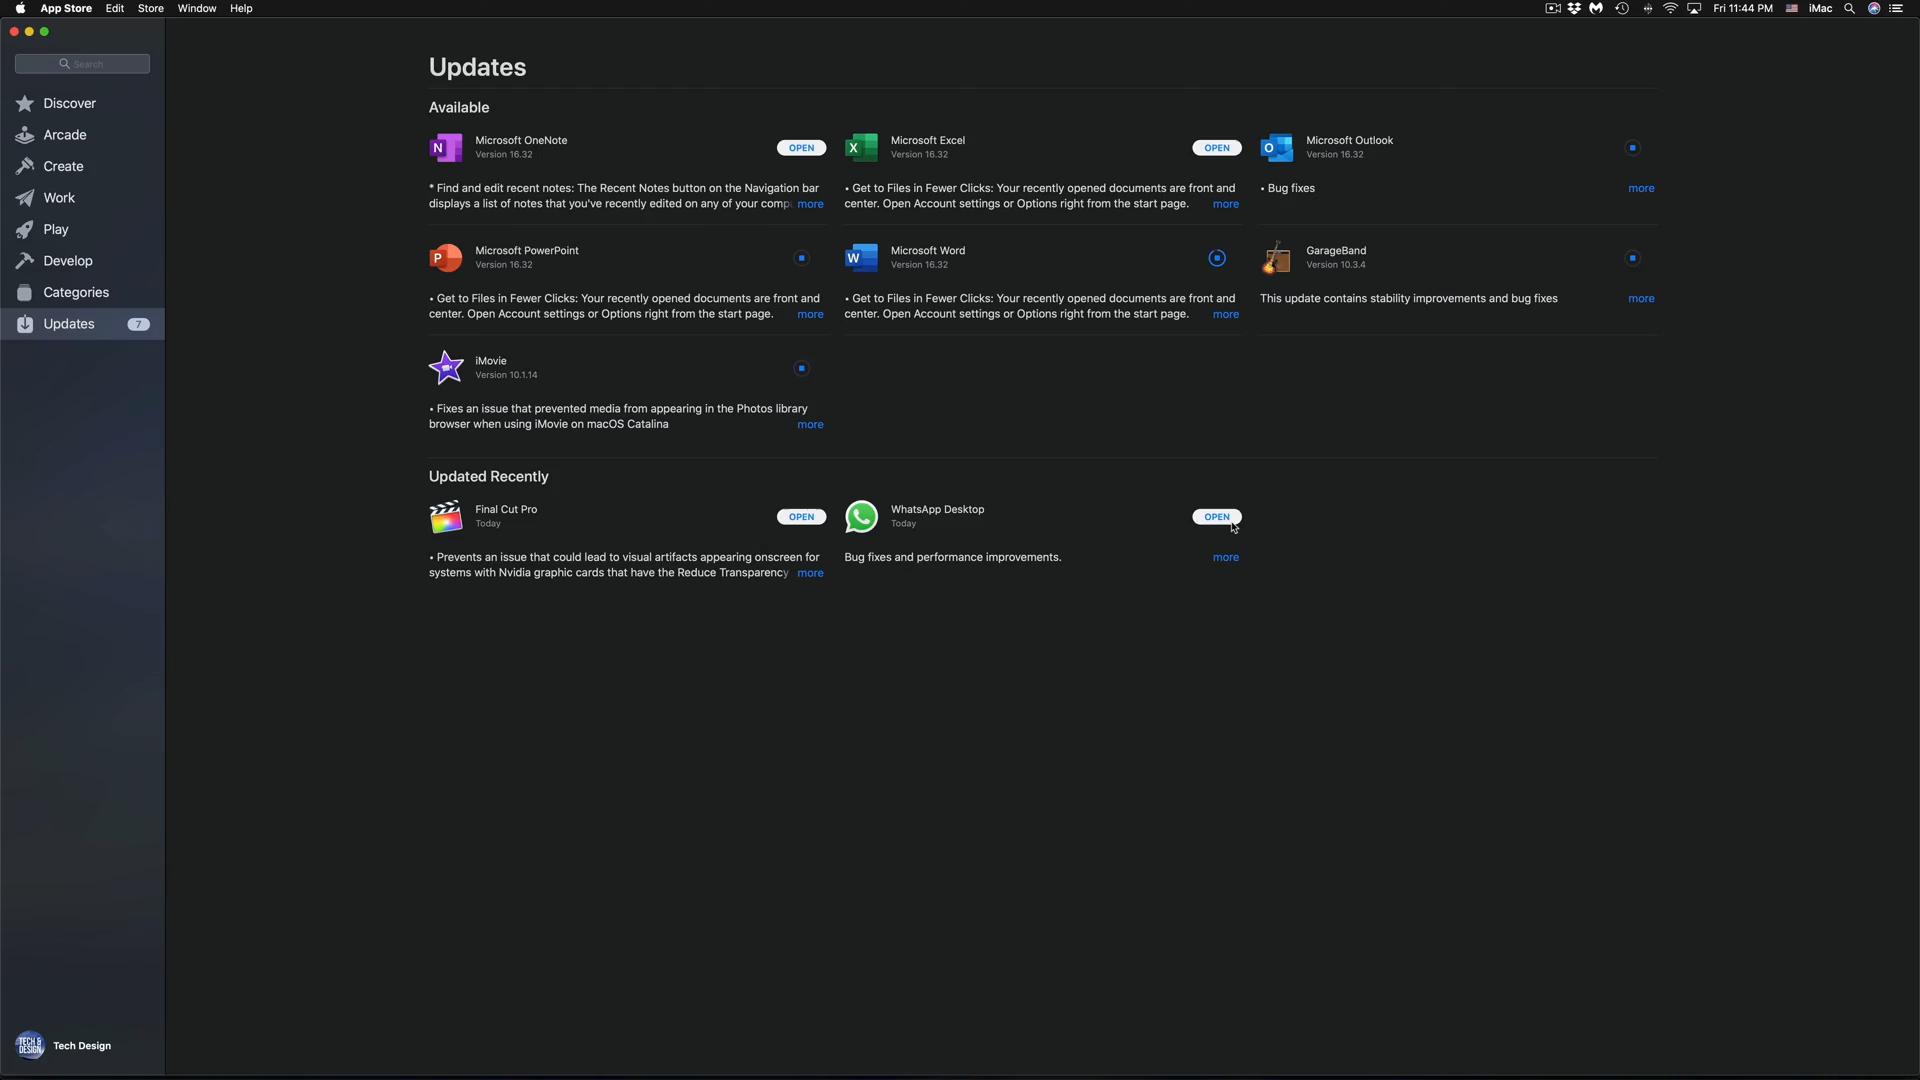 App Store Edit Store Window Help Fri 11:44 PM iMac
Search
Discover
Arcade
Create
Work
Play
Develop
Categories
Updates 7
TECH &
DESIGN
Tech Design
Updates
Available
N
Microsoft OneNote
Version 16.32
OPEN
* Find and edit recent notes: The Recent Notes button on the Navigation bar
displays a list of notes that you've recently edited on any of your comp more
X
Microsoft Excel
Version 16.32
OPEN
• Get to Files in Fewer Clicks: Your recently opened documents are front and
center. Open Account settings or Options right from the start page. more
O
Microsoft Outlook
Version 16.32
• Bug fixes more
P
Microsoft PowerPoint
Version 16.32
• Get to Files in Fewer Clicks: Your recently opened documents are front and
center. Open Account settings or Options right from the start page. more
W
Microsoft Word
Version 16.32
• Get to Files in Fewer Clicks: Your recently opened documents are front and
center. Open Account settings or Options right from the start page. more
GarageBand
Version 10.3.4
This update contains stability improvements and bug fixes more
iMovie
Version 10.1.14
• Fixes an issue that prevented media from appearing in the Photos library
browser when using iMovie on macOS Catalina more
Updated Recently
Final Cut Pro
Today
OPEN
• Prevents an issue that could lead to visual artifacts appearing onscreen for
systems with Nvidia graphic cards that have the Reduce Transparency more
WhatsApp Desktop
Today
OPEN
Bug fixes and performance improvements. more